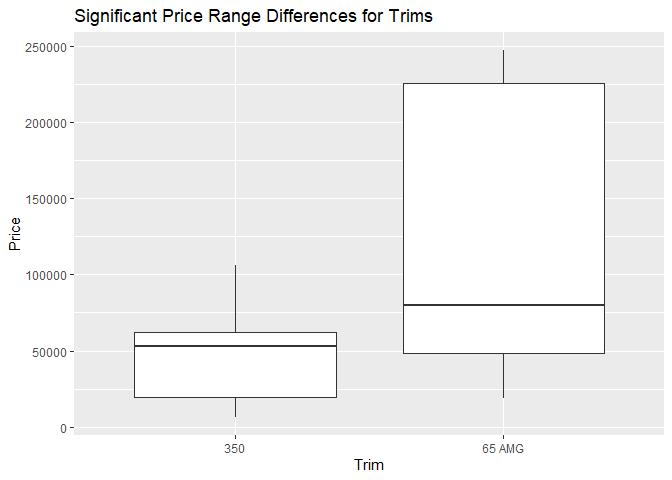 Significant Price Range Differences for Trims
250000
200000
150000
100000
50000
0
Price
350
65 AMG
Trim